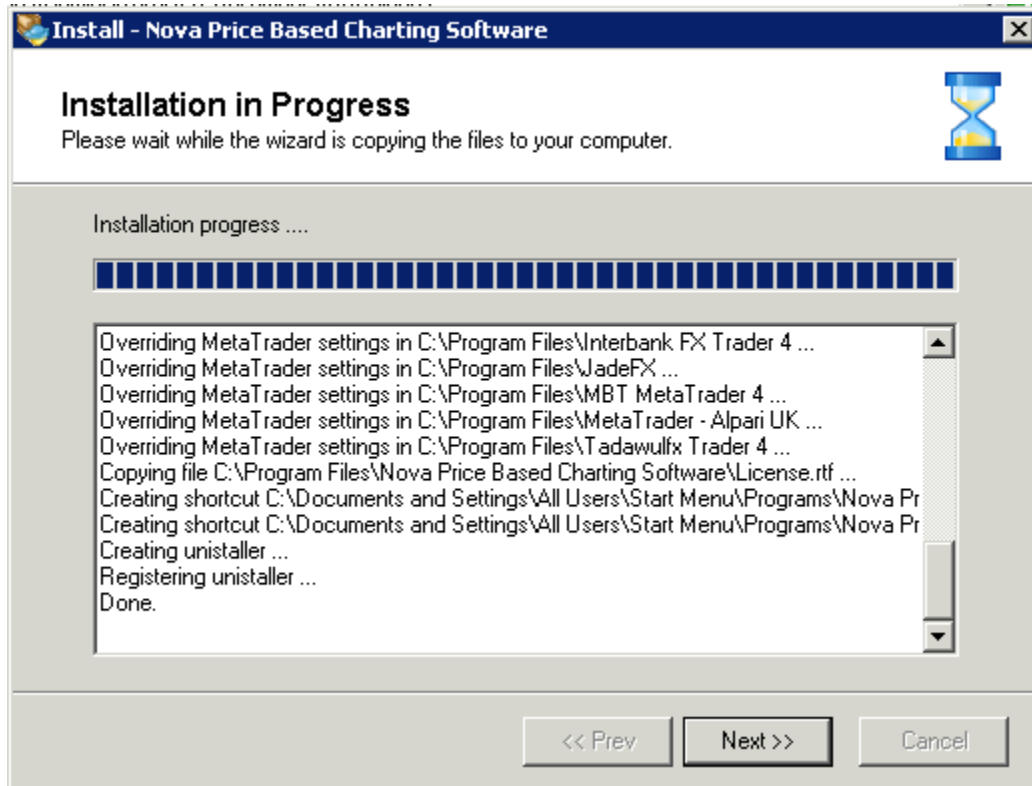 Install - Nova Price Based Charting Software
Installation in Progress
Please wait while the wizard is copying the files to your computer.
Installation progress ....
Overriding MetaTrader settings in C:\Program Files\Interbank FX Trader 4 ...
Overriding MetaTrader settings in C:\Program Files\JadeFX ...
Overriding MetaTrader settings in C:\Program Files\MBT MetaTrader 4 ...
Overriding MetaTrader settings in C:\Program Files\MetaTrader - Alpari UK ...
Overriding MetaTrader settings in C:\Program Files\Tadawulfx Trader 4 ...
Copying file C:\Program Files\Nova Price Based Charting Software\License.rtf ...
Creating shortcut C:\Documents and Settings\All Users\Start Menu\Programs\Nova Pr
Creating shortcut C:\Documents and Settings\All Users\Start Menu\Programs\Nova Pr
Creating unistaller ...
Registering unistaller ...
Done.
<< Prev
Next >>
Cancel